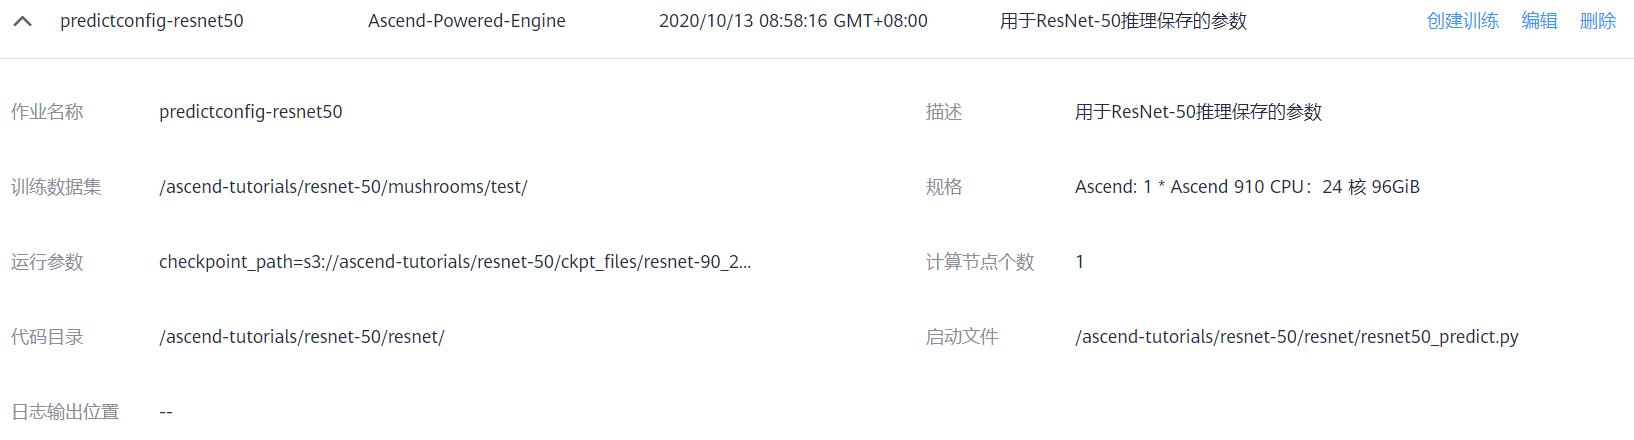 predictconfig-resnet50 Ascend-Powered-Engine 2020/10/13 08:58:16 GMT+08:00 用于ResNet-50推理保存的参数 创建训练 编辑 删除
作业名称 predictconfig-resnet50 描述 用于ResNet-50推理保存的参数
训练数据集 /ascend-tutorials/resnet-50/mushrooms/test/ 规格 Ascend: 1 * Ascend 910 CPU：24 核 96GiB
运行参数 checkpoint_path=s3://ascend-tutorials/resnet-50/ckpt_files/resnet-90_2... 计算节点个数 1
代码目录 /ascend-tutorials/resnet-50/resnet/ 启动文件 /ascend-tutorials/resnet-50/resnet/resnet50_predict.py
日志输出位置 --